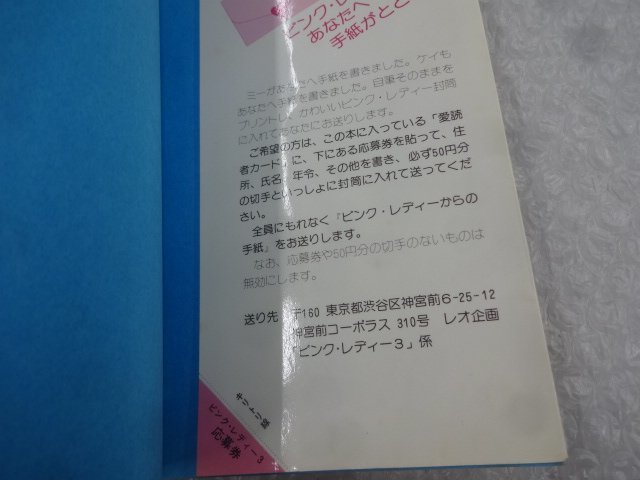 ピンク・レ
あなたへ
手紙がとど
ミーがあなたへ手紙を書きました。ケイも
あなたへ手紙を書きました。自筆そのままを
プリントし、かわいいピンク・レディー封筒
に入れてあなたにお送りします。
ご希望の方は、この本に入っている「愛読
者カード」に、下にある応募券を貼って、住
所、氏名、年令、その他を書き、必ず50円分
の切手といっしょに封筒に入れて送ってくだ
さい。
全員にもれなく「ピンク・レディーからの
手紙」をお送りします。
なお、応募券や50円分の切手のないものは
無効にします。
送り先 〒160 東京都渋谷区神宮前6-25-12
神宮前コーポラス 310号 レオ企画
「ピンク・レディー3」係
キリトリ線
ピンク・レディー3
応募券